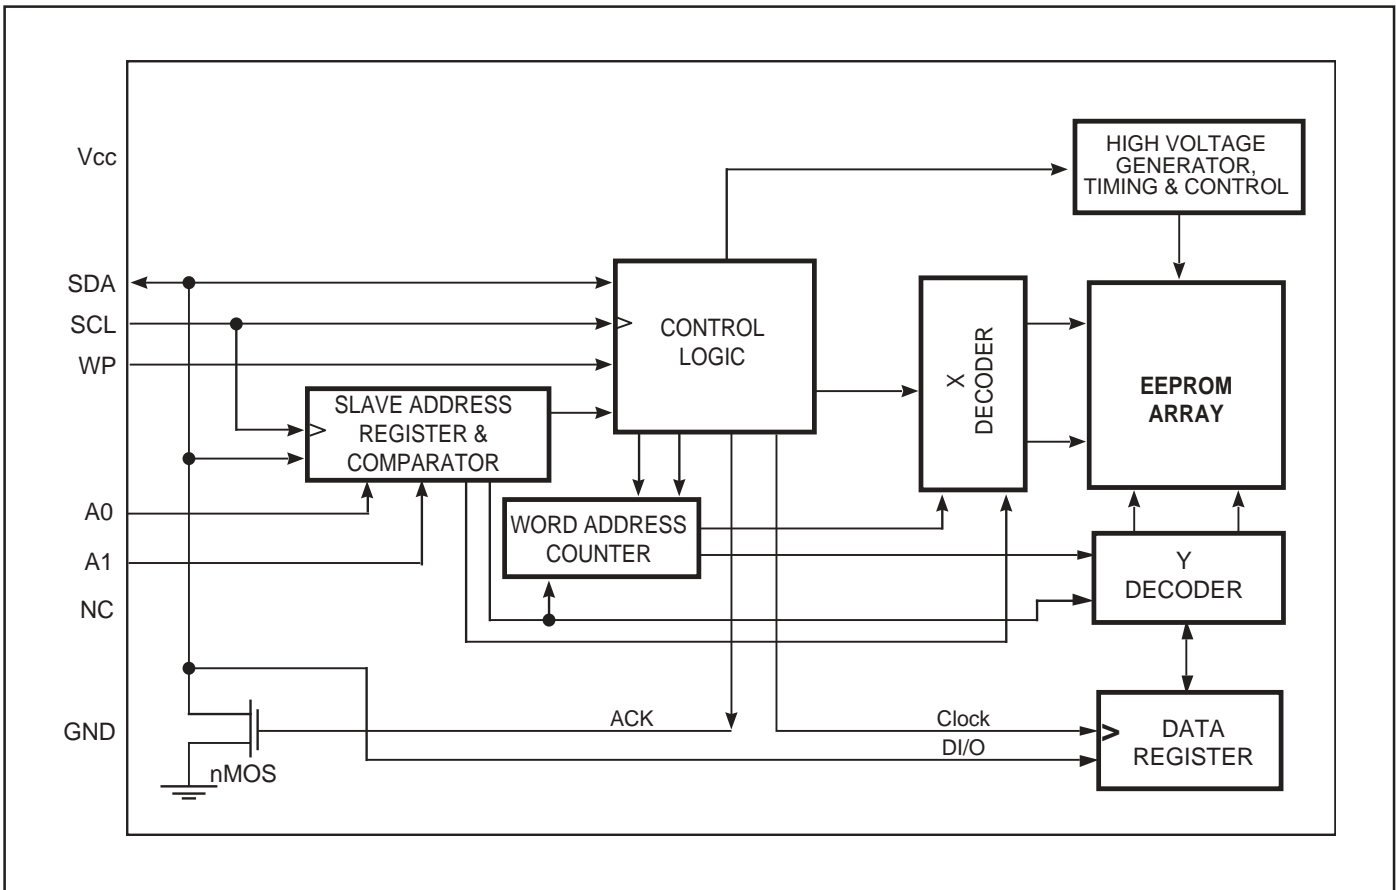 Vcc
HIGH VOLTAGE
GENERATOR,
TIMING & CONTROL
SDA
SCL
WP
CONTROL
LOGIC
X
DECODER
EEPROM
ARRAY
SLAVE ADDRESS
REGISTER &
COMPARATOR
A0
WORD ADDRESS
COUNTER
A1
Y
DECODER
NC
GND
ACK
Clock
DI/O
DATA
REGISTER
nMOS